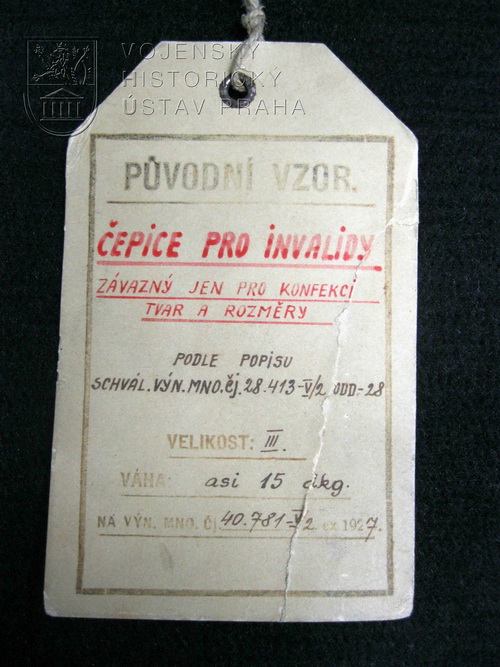 VOJENSKÝ
HISTORICKÝ
ÚSTAV PRAHA
PŮVODNÍ VZOR.
ČEPICE PRO INVALIDY
ZÁVAZNÝ JEN PRO KONFEKCI
TVAR A ROZMĚRY
PODLE POPISU
SCHVÁL.VÝN.MNO.čj.28.413-V/2 ODD.-28
VELIKOST: III.
VÁHA: asi 15 dkg.
NA VÝN. MNO. ČJ. 40.781-V/2 ex 1927.